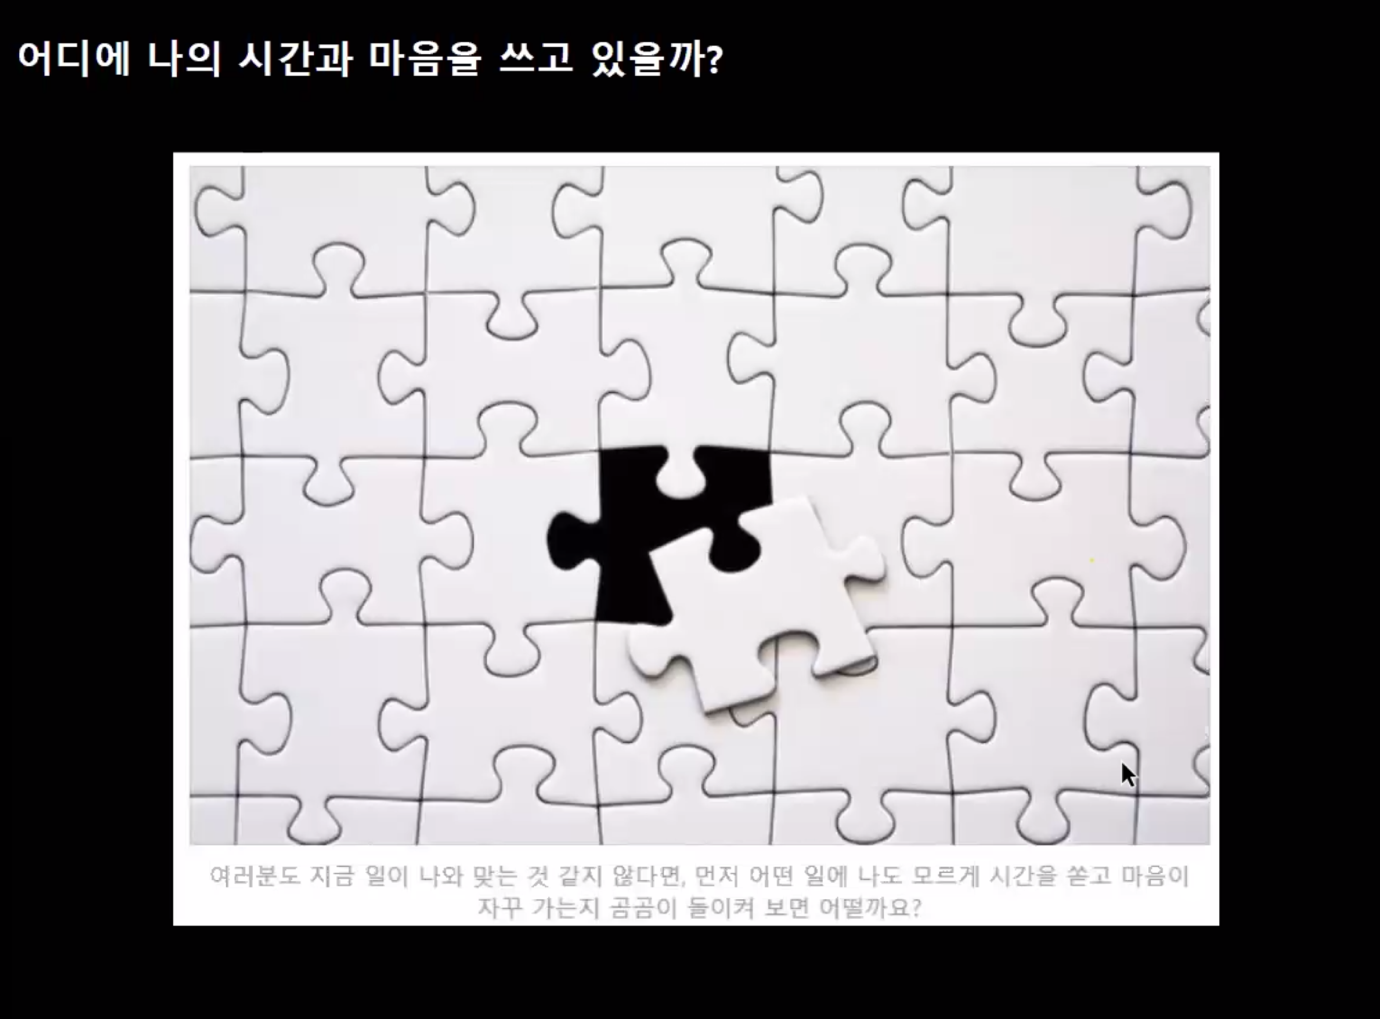 어디에 나의 시간과 마음을 쓰고 있을까?
여러분도 지금 일이 나와 맞는 것 같지 않다면, 먼저 어떤 일에 나도 모르게 시간을 쏟고 마음이
자꾸 가는지 곰곰이 돌이켜 보면 어떨까요?